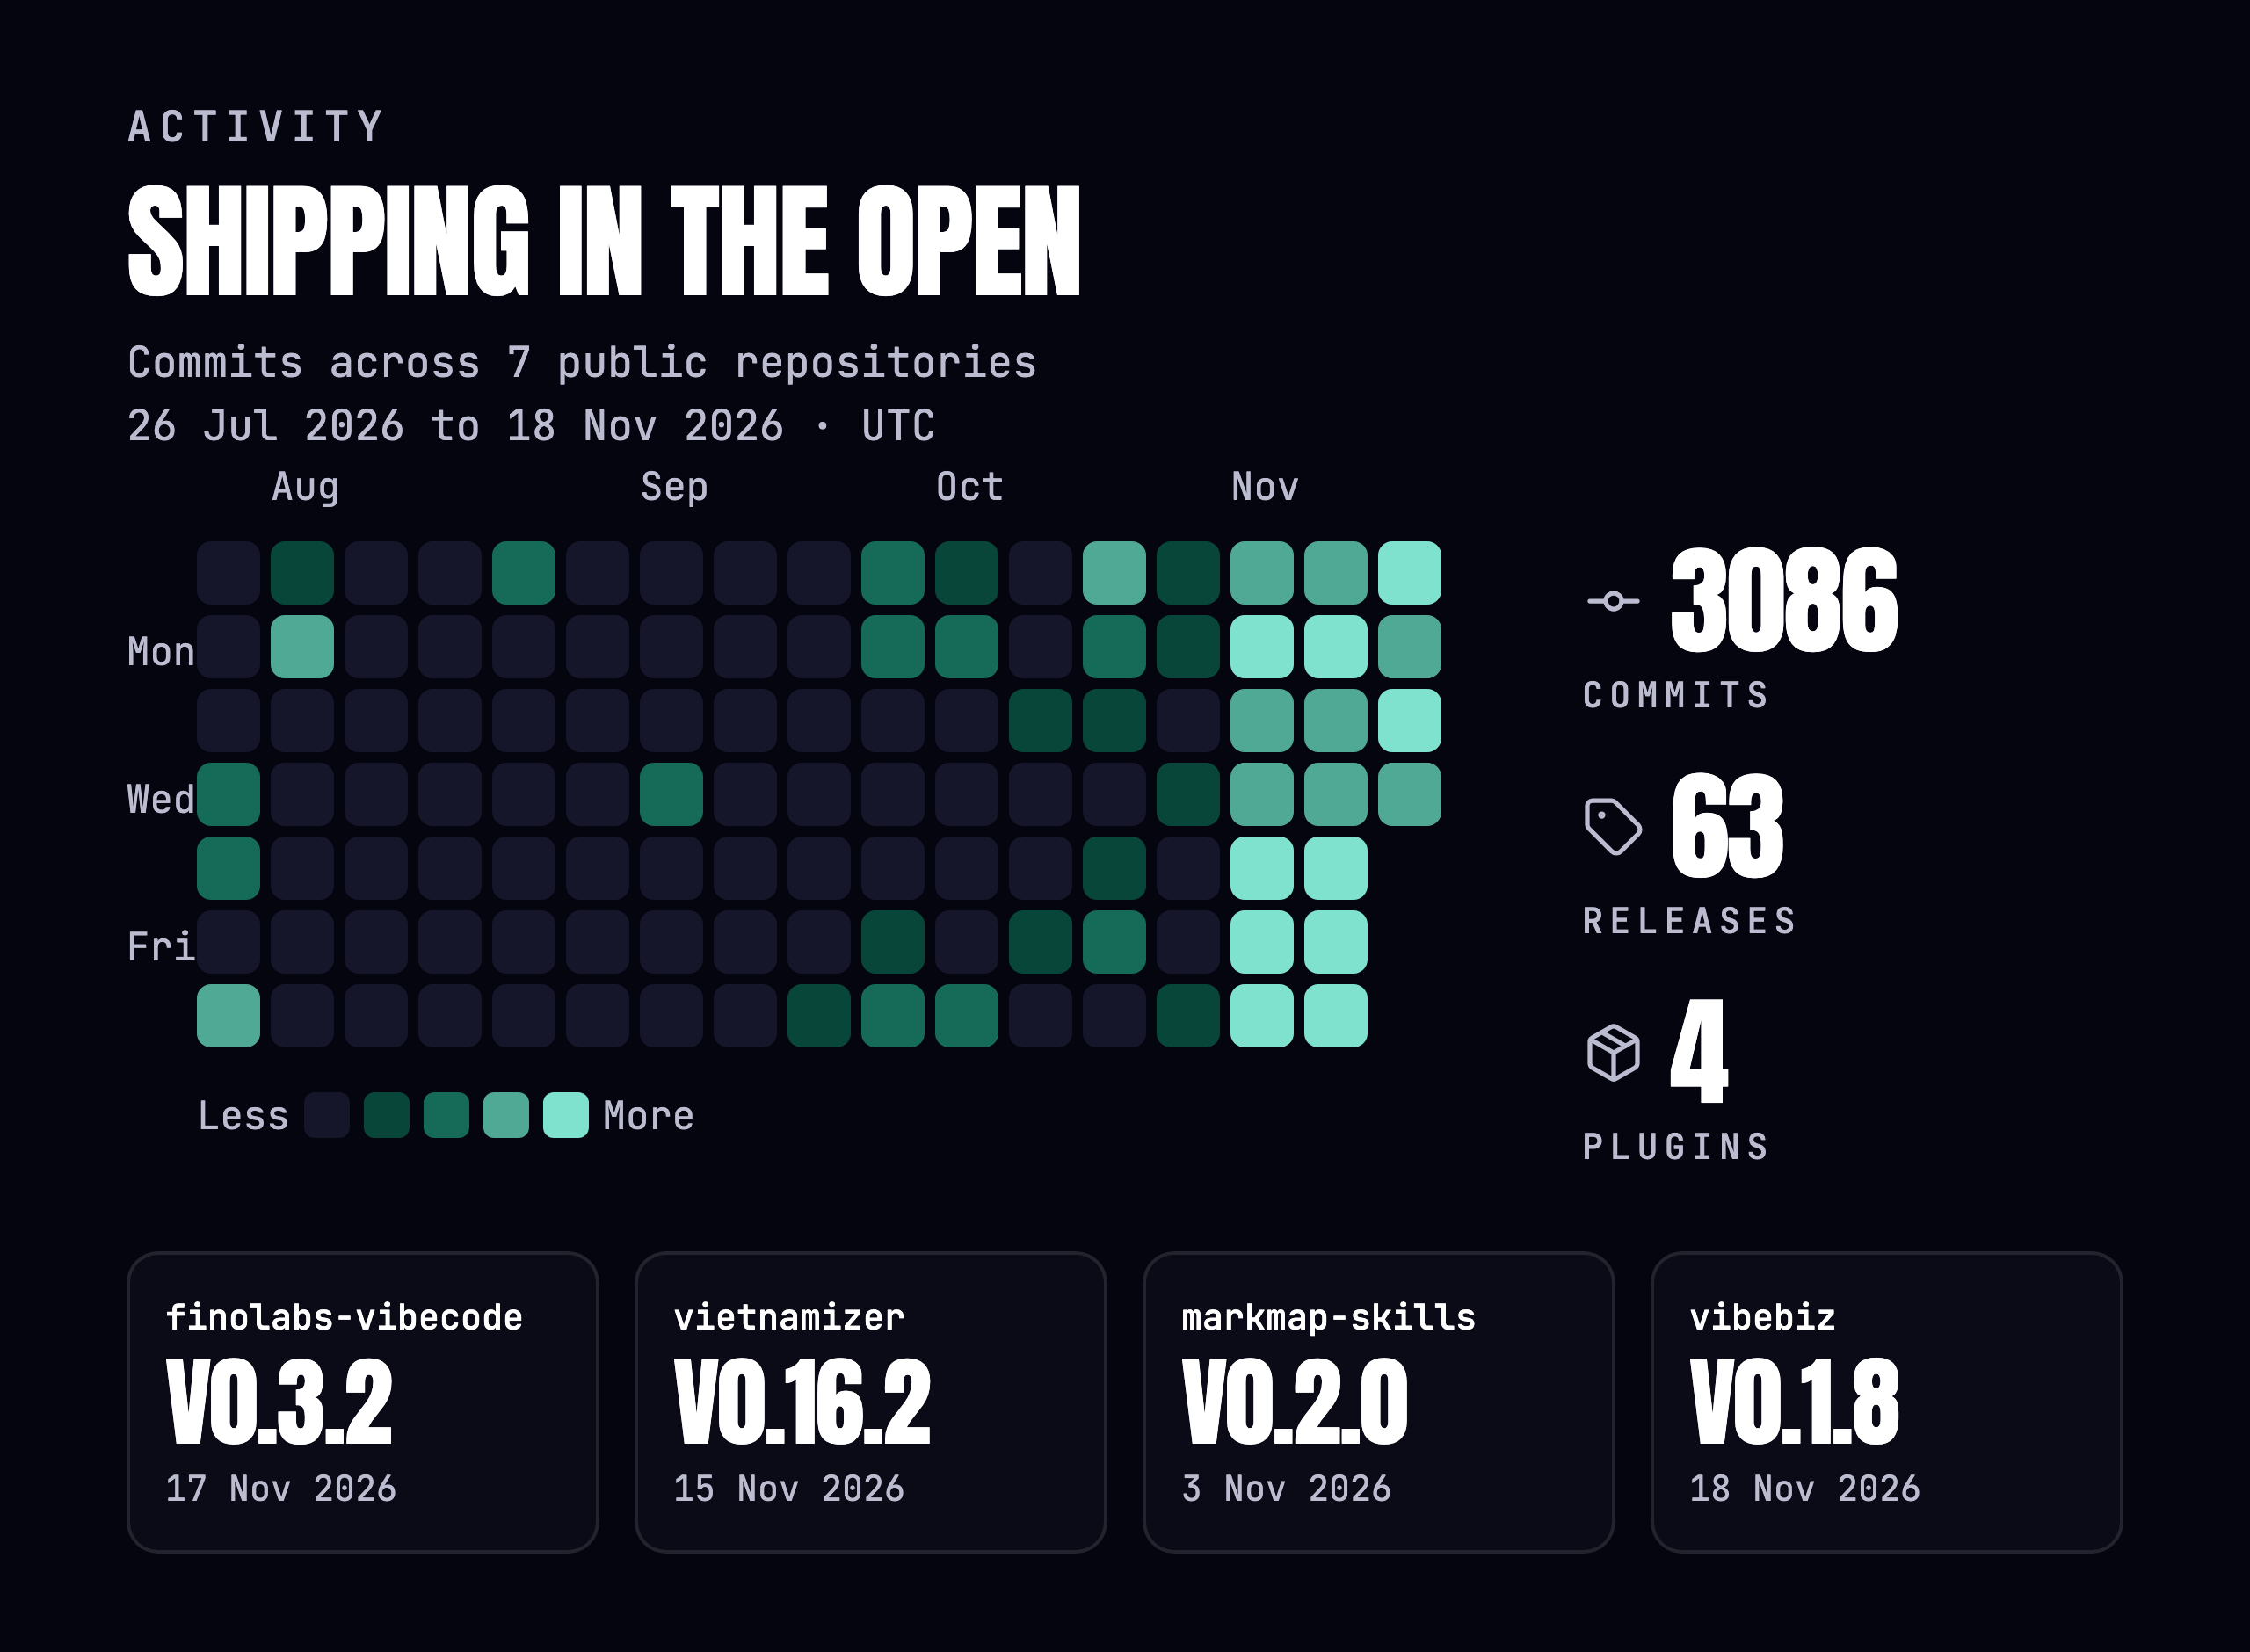 ACTIVITY
SHIPPING IN THE OPEN
Commits across 7 public repositories
26 Jul 2026 to 18 Nov 2026 · UTC
Aug Sep Oct Nov
Mon
Wed
Fri
Less More
3086
COMMITS
63
RELEASES
4
PLUGINS
finolabs-vibecode
V0.3.2
17 Nov 2026
vietnamizer
V0.16.2
15 Nov 2026
markmap-skills
V0.2.0
3 Nov 2026
vibebiz
V0.1.8
18 Nov 2026